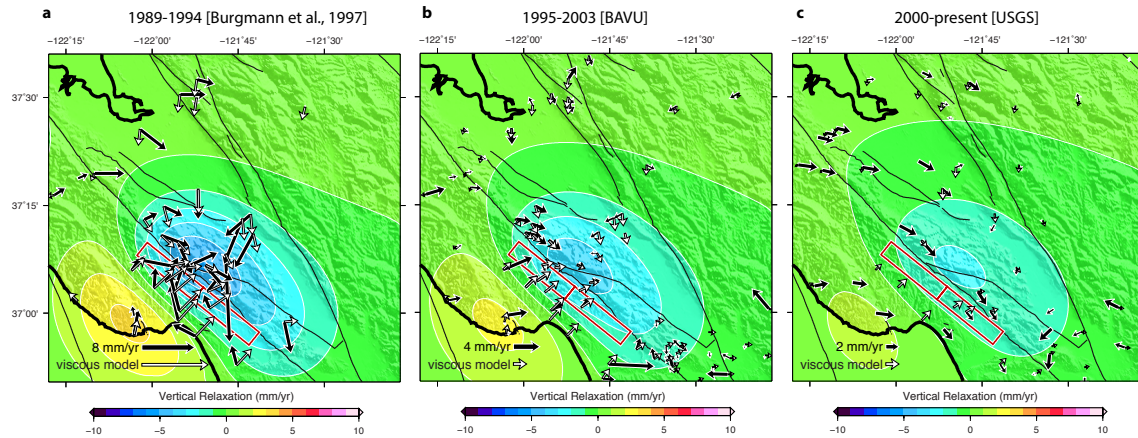 a 1989-1994 [Burgmann et al., 1997]
−122˚15' −122˚00' −121˚45' −121˚30'
37˚30'
37˚15'
37˚00'
8 mm/yr
viscous model
Vertical Relaxation (mm/yr)
−10 −5 0 5 10
b 1995-2003 [BAVU]
−122˚15' −122˚00' −121˚45' −121˚30'
4 mm/yr
viscous model
Vertical Relaxation (mm/yr)
−10 −5 0 5 10
c 2000-present [USGS]
−122˚15' −122˚00' −121˚45' −121˚30'
2 mm/yr
viscous model
Vertical Relaxation (mm/yr)
−10 −5 0 5 10